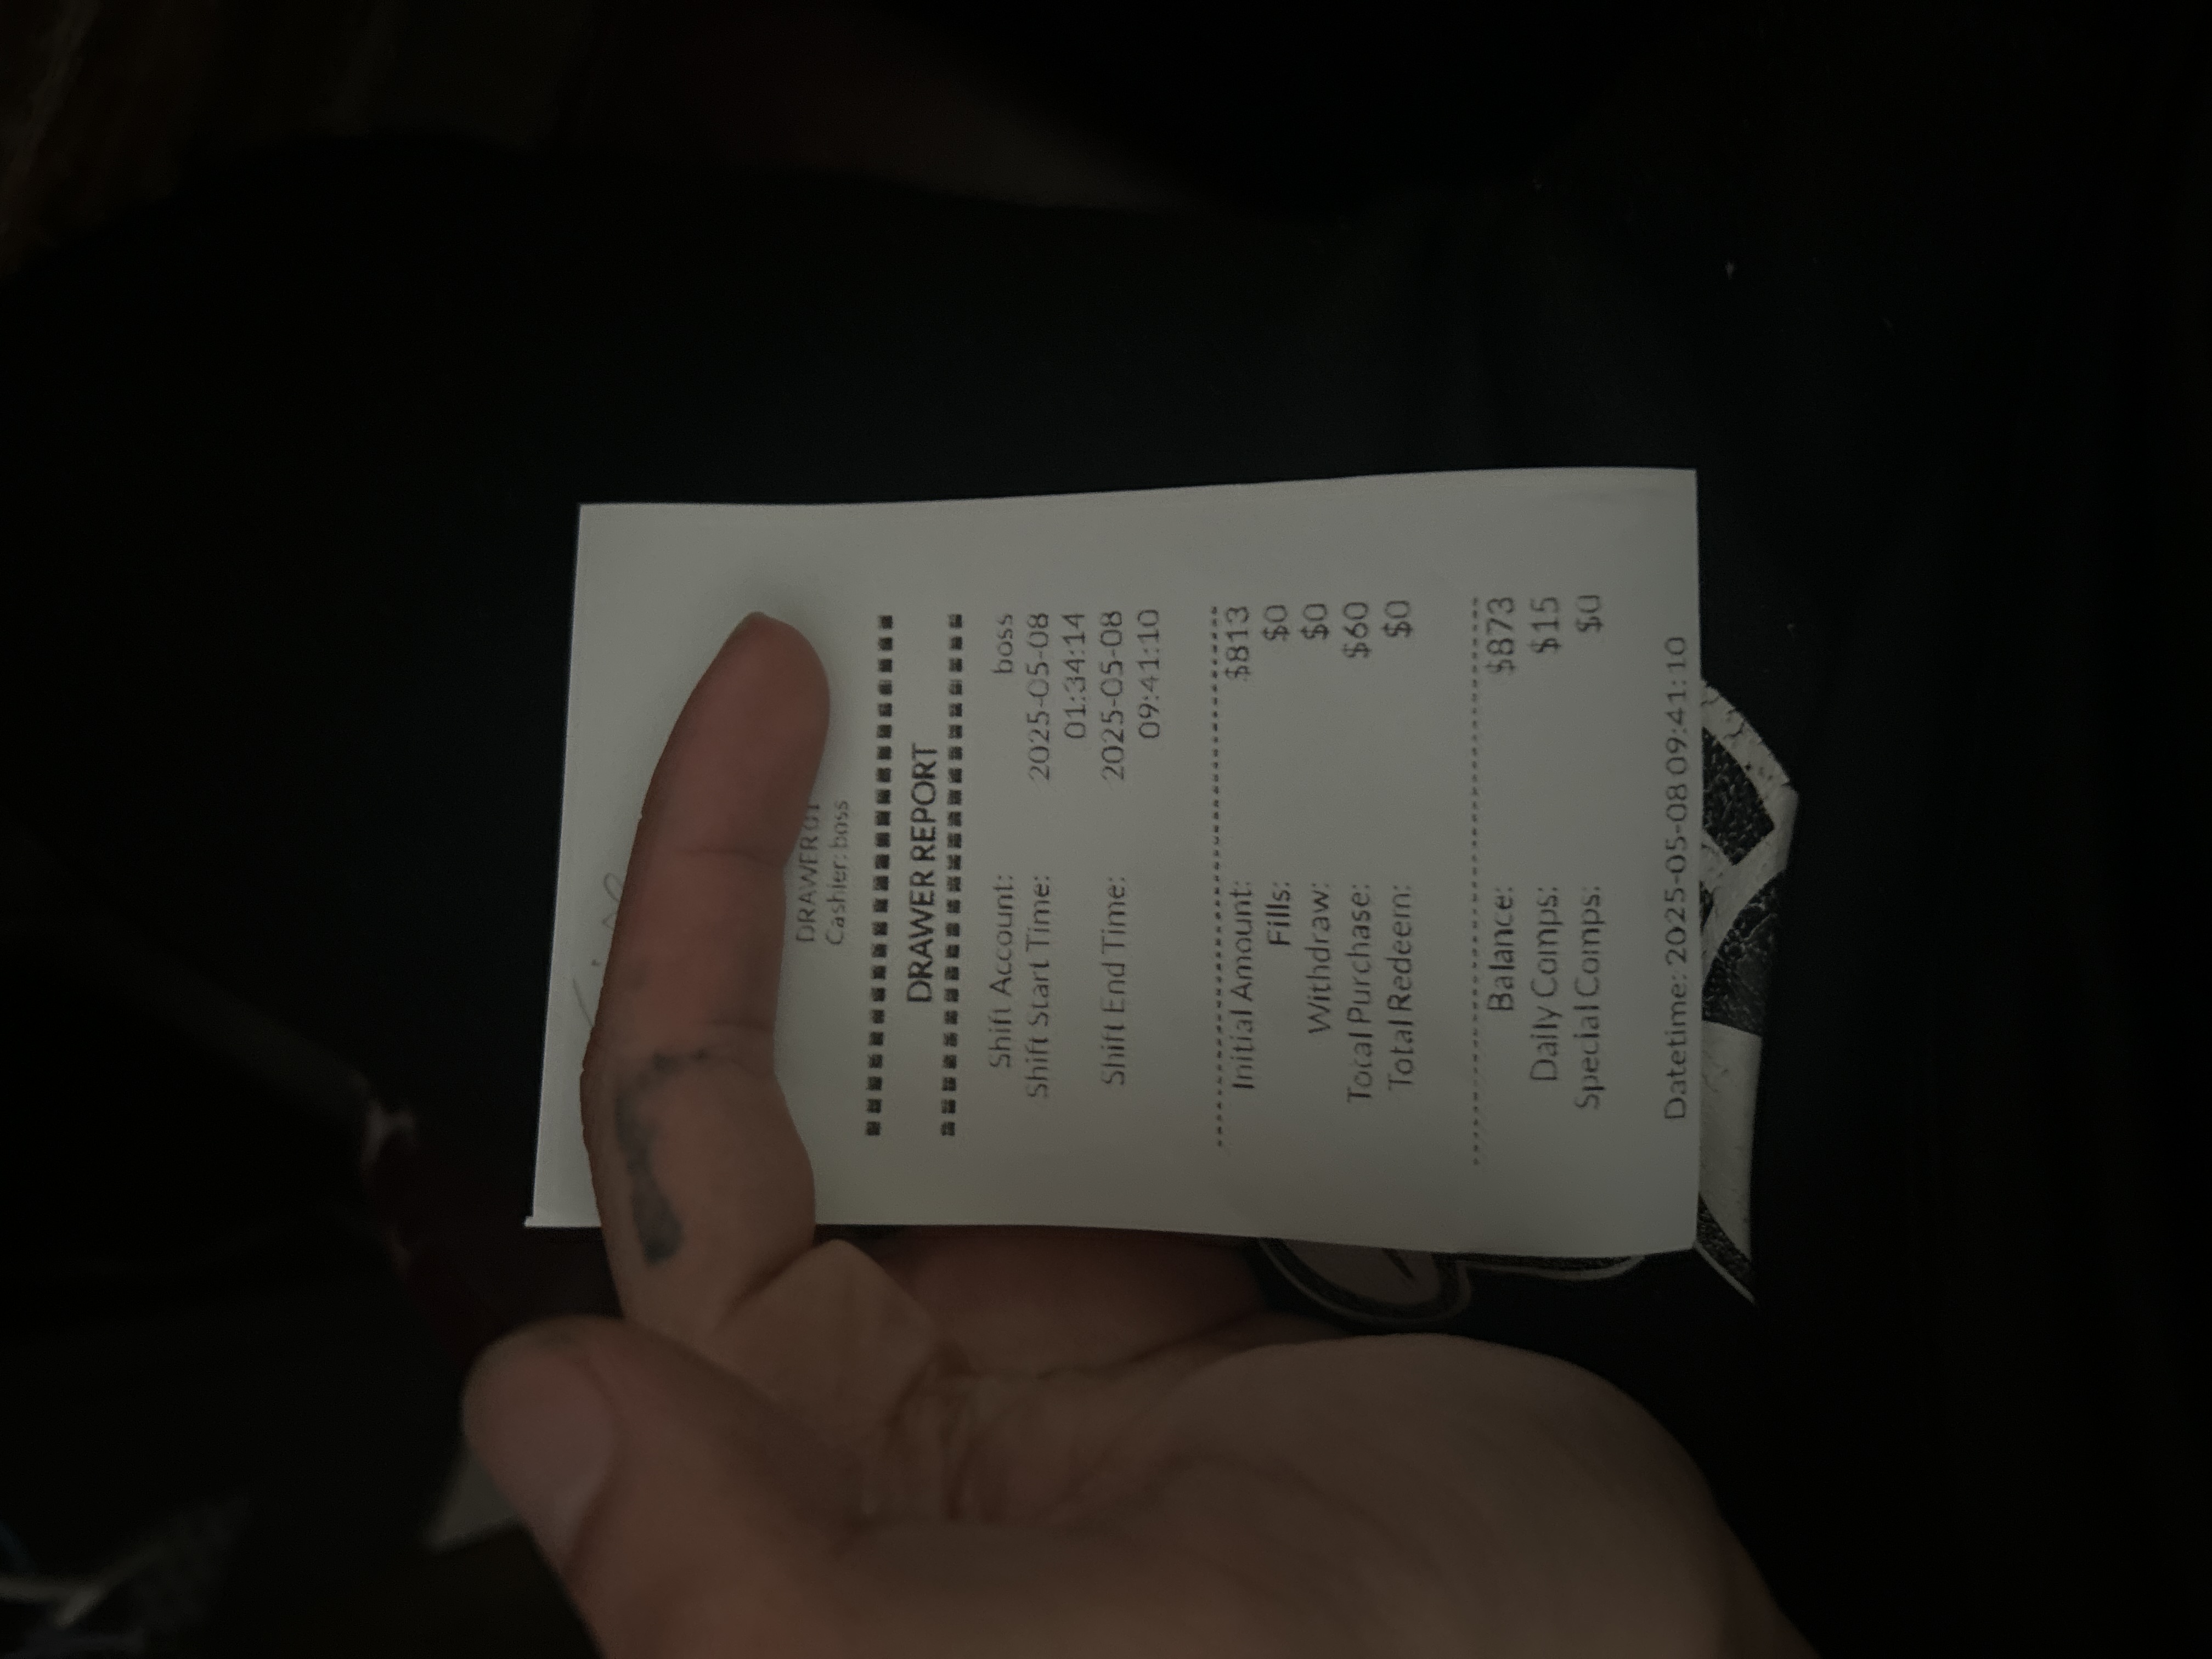 DRAWER01
Cashier: boss
DRAWER REPORT
Shift Account: boss
Shift Start Time: 2025-05-08
01:34:14
Shift End Time: 2025-05-08
09:41:10
Initial Amount: $813
Fills: $0
Withdraw: $0
Total Purchase: $60
Total Redeem: $0
Balance: $873
Daily Comps: $15
Special Comps: $0
Datetime: 2025-05-08 09:41:10